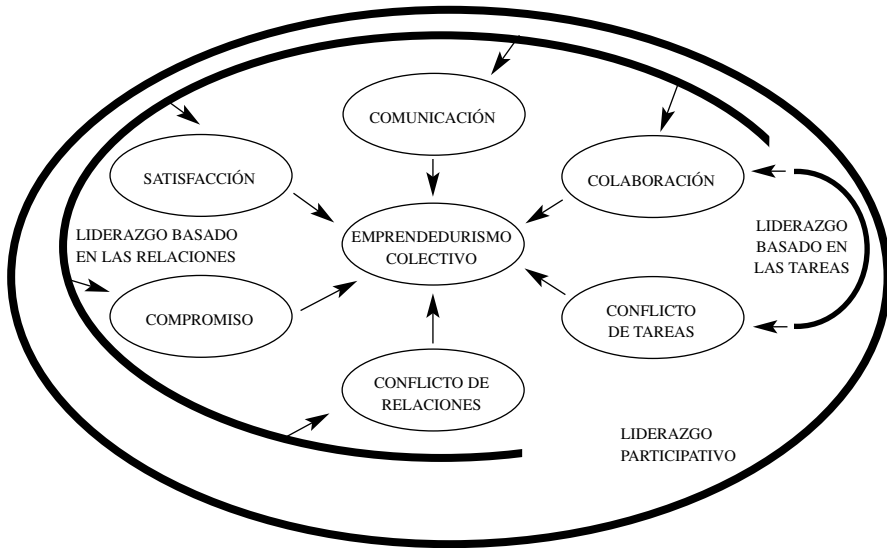 COMUNICACIÓN
SATISFACCIÓN
COLABORACIÓN
LIDERAZGO BASADO
EN LAS RELACIONES
EMPRENDEDURISMO
COLECTIVO
LIDERAZGO
BASADO EN
LAS TAREAS
COMPROMISO
CONFLICTO
DE TAREAS
CONFLICTO DE
RELACIONES
LIDERAZGO
PARTICIPATIVO